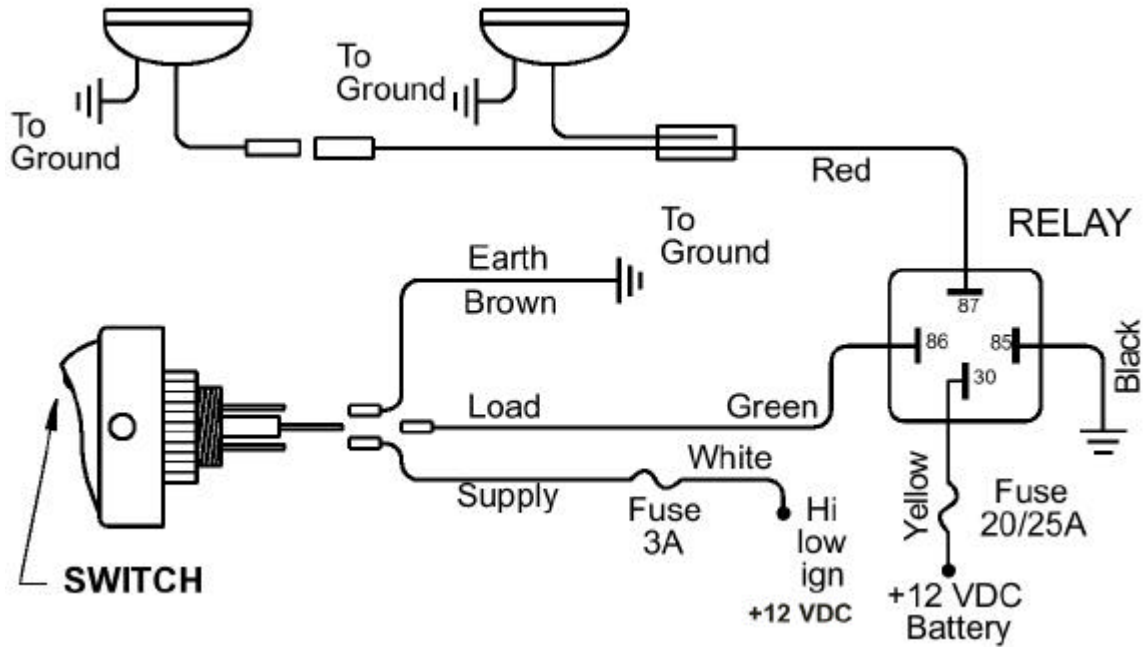 To
Ground
To
Ground
Red
RELAY
To
Ground
Earth
Brown
87
86
85
30
Black
Load
Green
White
Supply
Fuse
3A
Hi
low
ign
+12 VDC
Yellow
Fuse
20/25A
+12 VDC
Battery
SWITCH